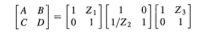 [A B] = [1 Z₁] [1 0] [1 Z₃]
[C D] [0 1] [1/Z₂ 1] [0 1]